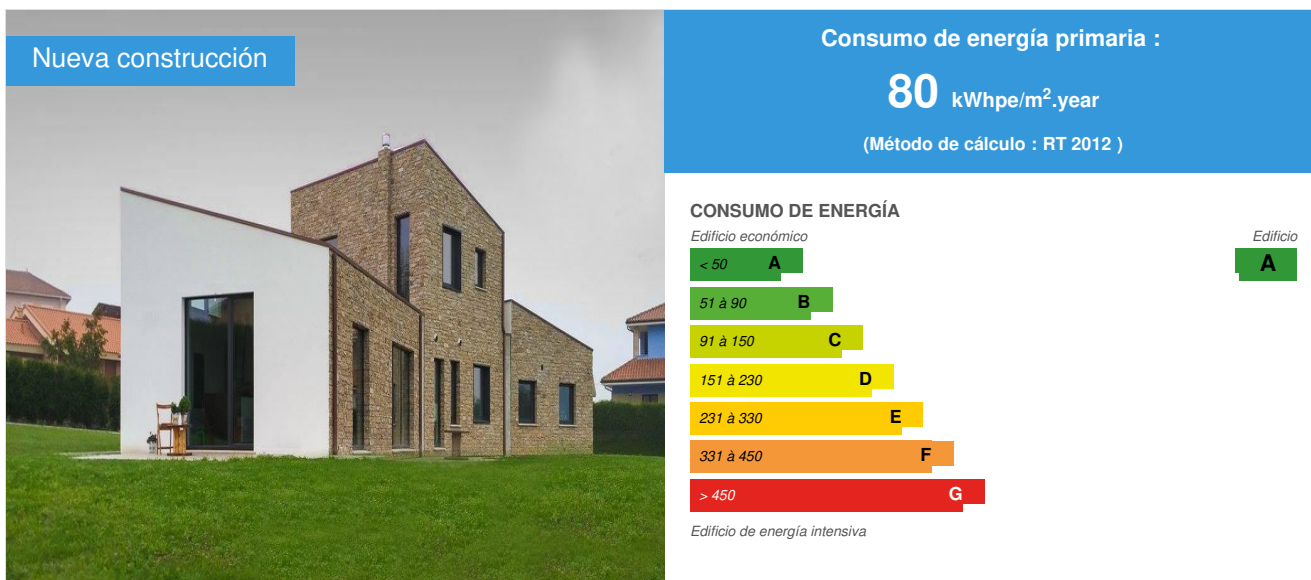 Nueva construcción
Consumo de energía primaria :
80 kWhpe/m².year
(Método de cálculo : RT 2012 )
CONSUMO DE ENERGÍA
Edificio económico
Edificio
< 50 A
A
51 à 90 B
91 à 150 C
151 à 230 D
231 à 330 E
331 à 450 F
> 450 G
Edificio de energía intensiva